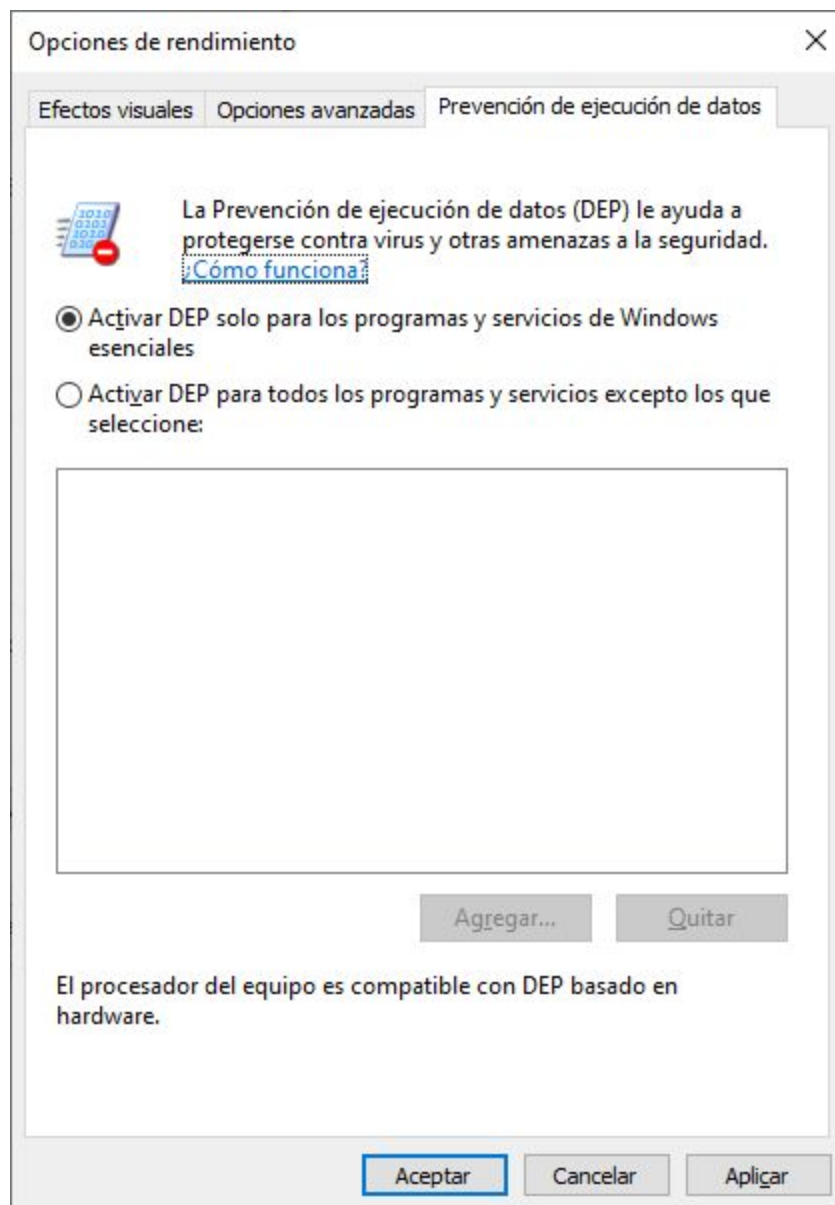 Opciones de rendimiento
Efectos visuales
Opciones avanzadas
Prevención de ejecución de datos
La Prevención de ejecución de datos (DEP) le ayuda a
protegerse contra virus y otras amenazas a la seguridad.
¿Cómo funciona?
Activar DEP solo para los programas y servicios de Windows
esenciales
Activar DEP para todos los programas y servicios excepto los que
seleccione:
Agregar...
Quitar
El procesador del equipo es compatible con DEP basado en
hardware.
Aceptar
Cancelar
Aplicar